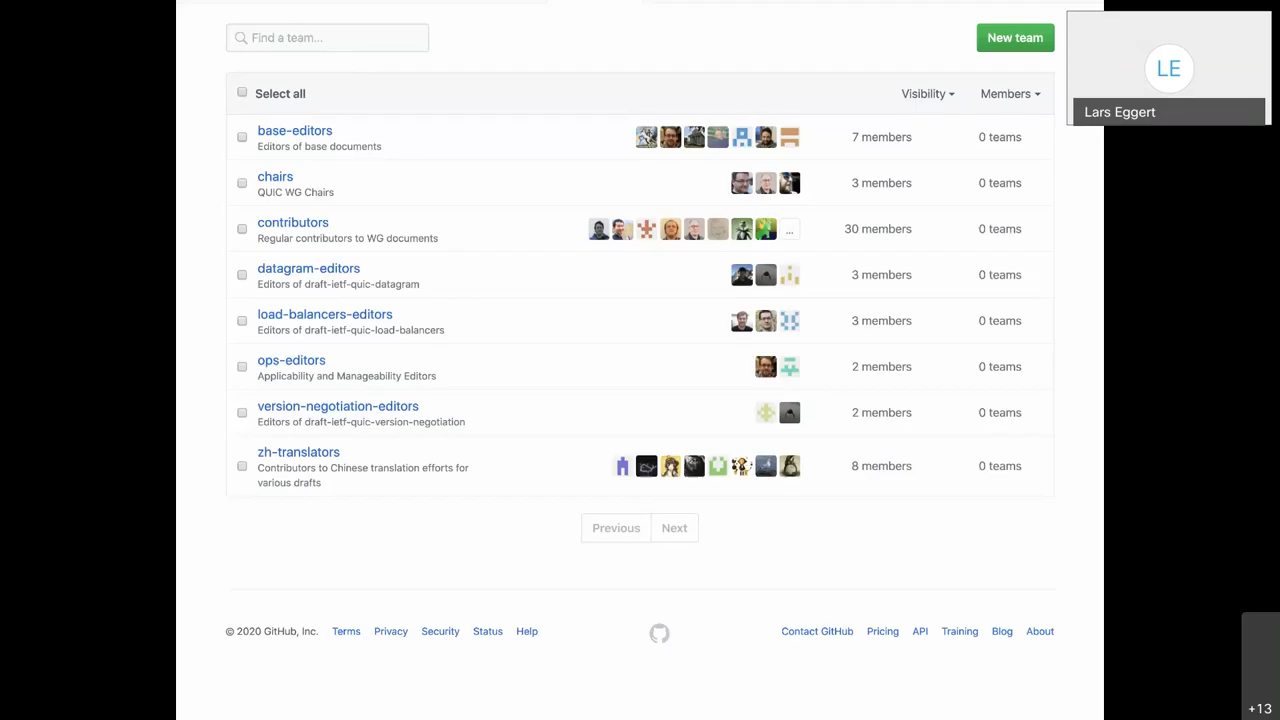 Find a team...
New team
LE
Lars Eggert
Select all
Visibility
Members
base-editors
Editors of base documents
7 members
0 teams
chairs
QUIC WG Chairs
3 members
0 teams
contributors
Regular contributors to WG documents
...
30 members
0 teams
datagram-editors
Editors of draft-ietf-quic-datagram
3 members
0 teams
load-balancers-editors
Editors of draft-ietf-quic-load-balancers
3 members
0 teams
ops-editors
Applicability and Manageability Editors
2 members
0 teams
version-negotiation-editors
Editors of draft-ietf-quic-version-negotiation
2 members
0 teams
zh-translators
Contributors to Chinese translation efforts for
various drafts
8 members
0 teams
Previous
Next
© 2020 GitHub, Inc.
Terms
Privacy
Security
Status
Help
Contact GitHub
Pricing
API
Training
Blog
About
+13